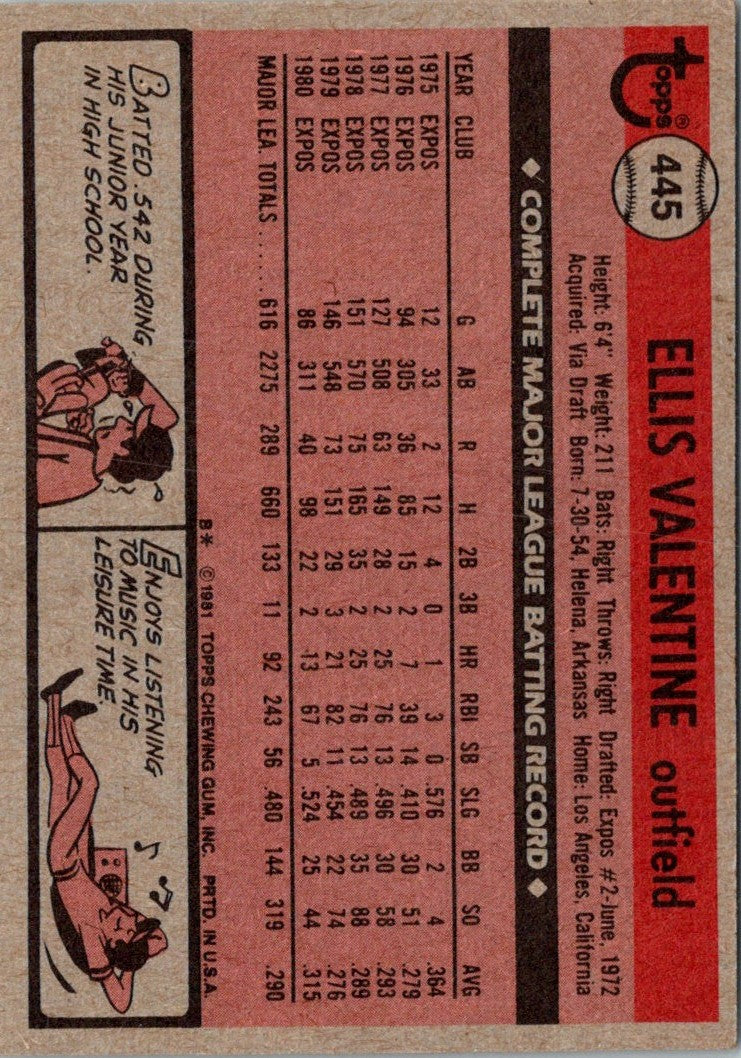 topps®
445
ELLIS VALENTINE outfield
Height: 6'4" Weight: 211 Bats: Right Throws: Right Drafted: Expos #2-June, 1972
Acquired: Via Draft Born: 7-30-54, Helena, Arkansas Home: Los Angeles, California
◆ COMPLETE MAJOR LEAGUE BATTING RECORD ◆
YEAR CLUB G AB R H 2B 3B HR RBI SB SLG BB SO AVG
1975 EXPOS 12 33 2 12 4 0 1 3 0 .576 2 4 .364
1976 EXPOS 94 305 36 85 15 2 7 39 14 .410 30 51 .279
1977 EXPOS 127 508 63 149 28 2 25 76 13 .496 30 58 .293
1978 EXPOS 151 570 75 165 35 2 25 76 13 .489 35 88 .289
1979 EXPOS 146 548 73 151 29 3 21 82 11 .454 22 74 .276
1980 EXPOS 86 311 40 98 22 2 13 67 5 .524 25 44 .315
MAJOR LEA. TOTALS ...... 616 2275 289 660 133 11 92 243 56 .480 144 319 .290
B* © 1981 TOPPS CHEWING GUM, INC. PRTD. IN U.S.A.
BATTED .542 DURING
HIS JUNIOR YEAR
IN HIGH SCHOOL.
ENJOYS LISTENING
TO MUSIC IN HIS
LEISURE TIME.